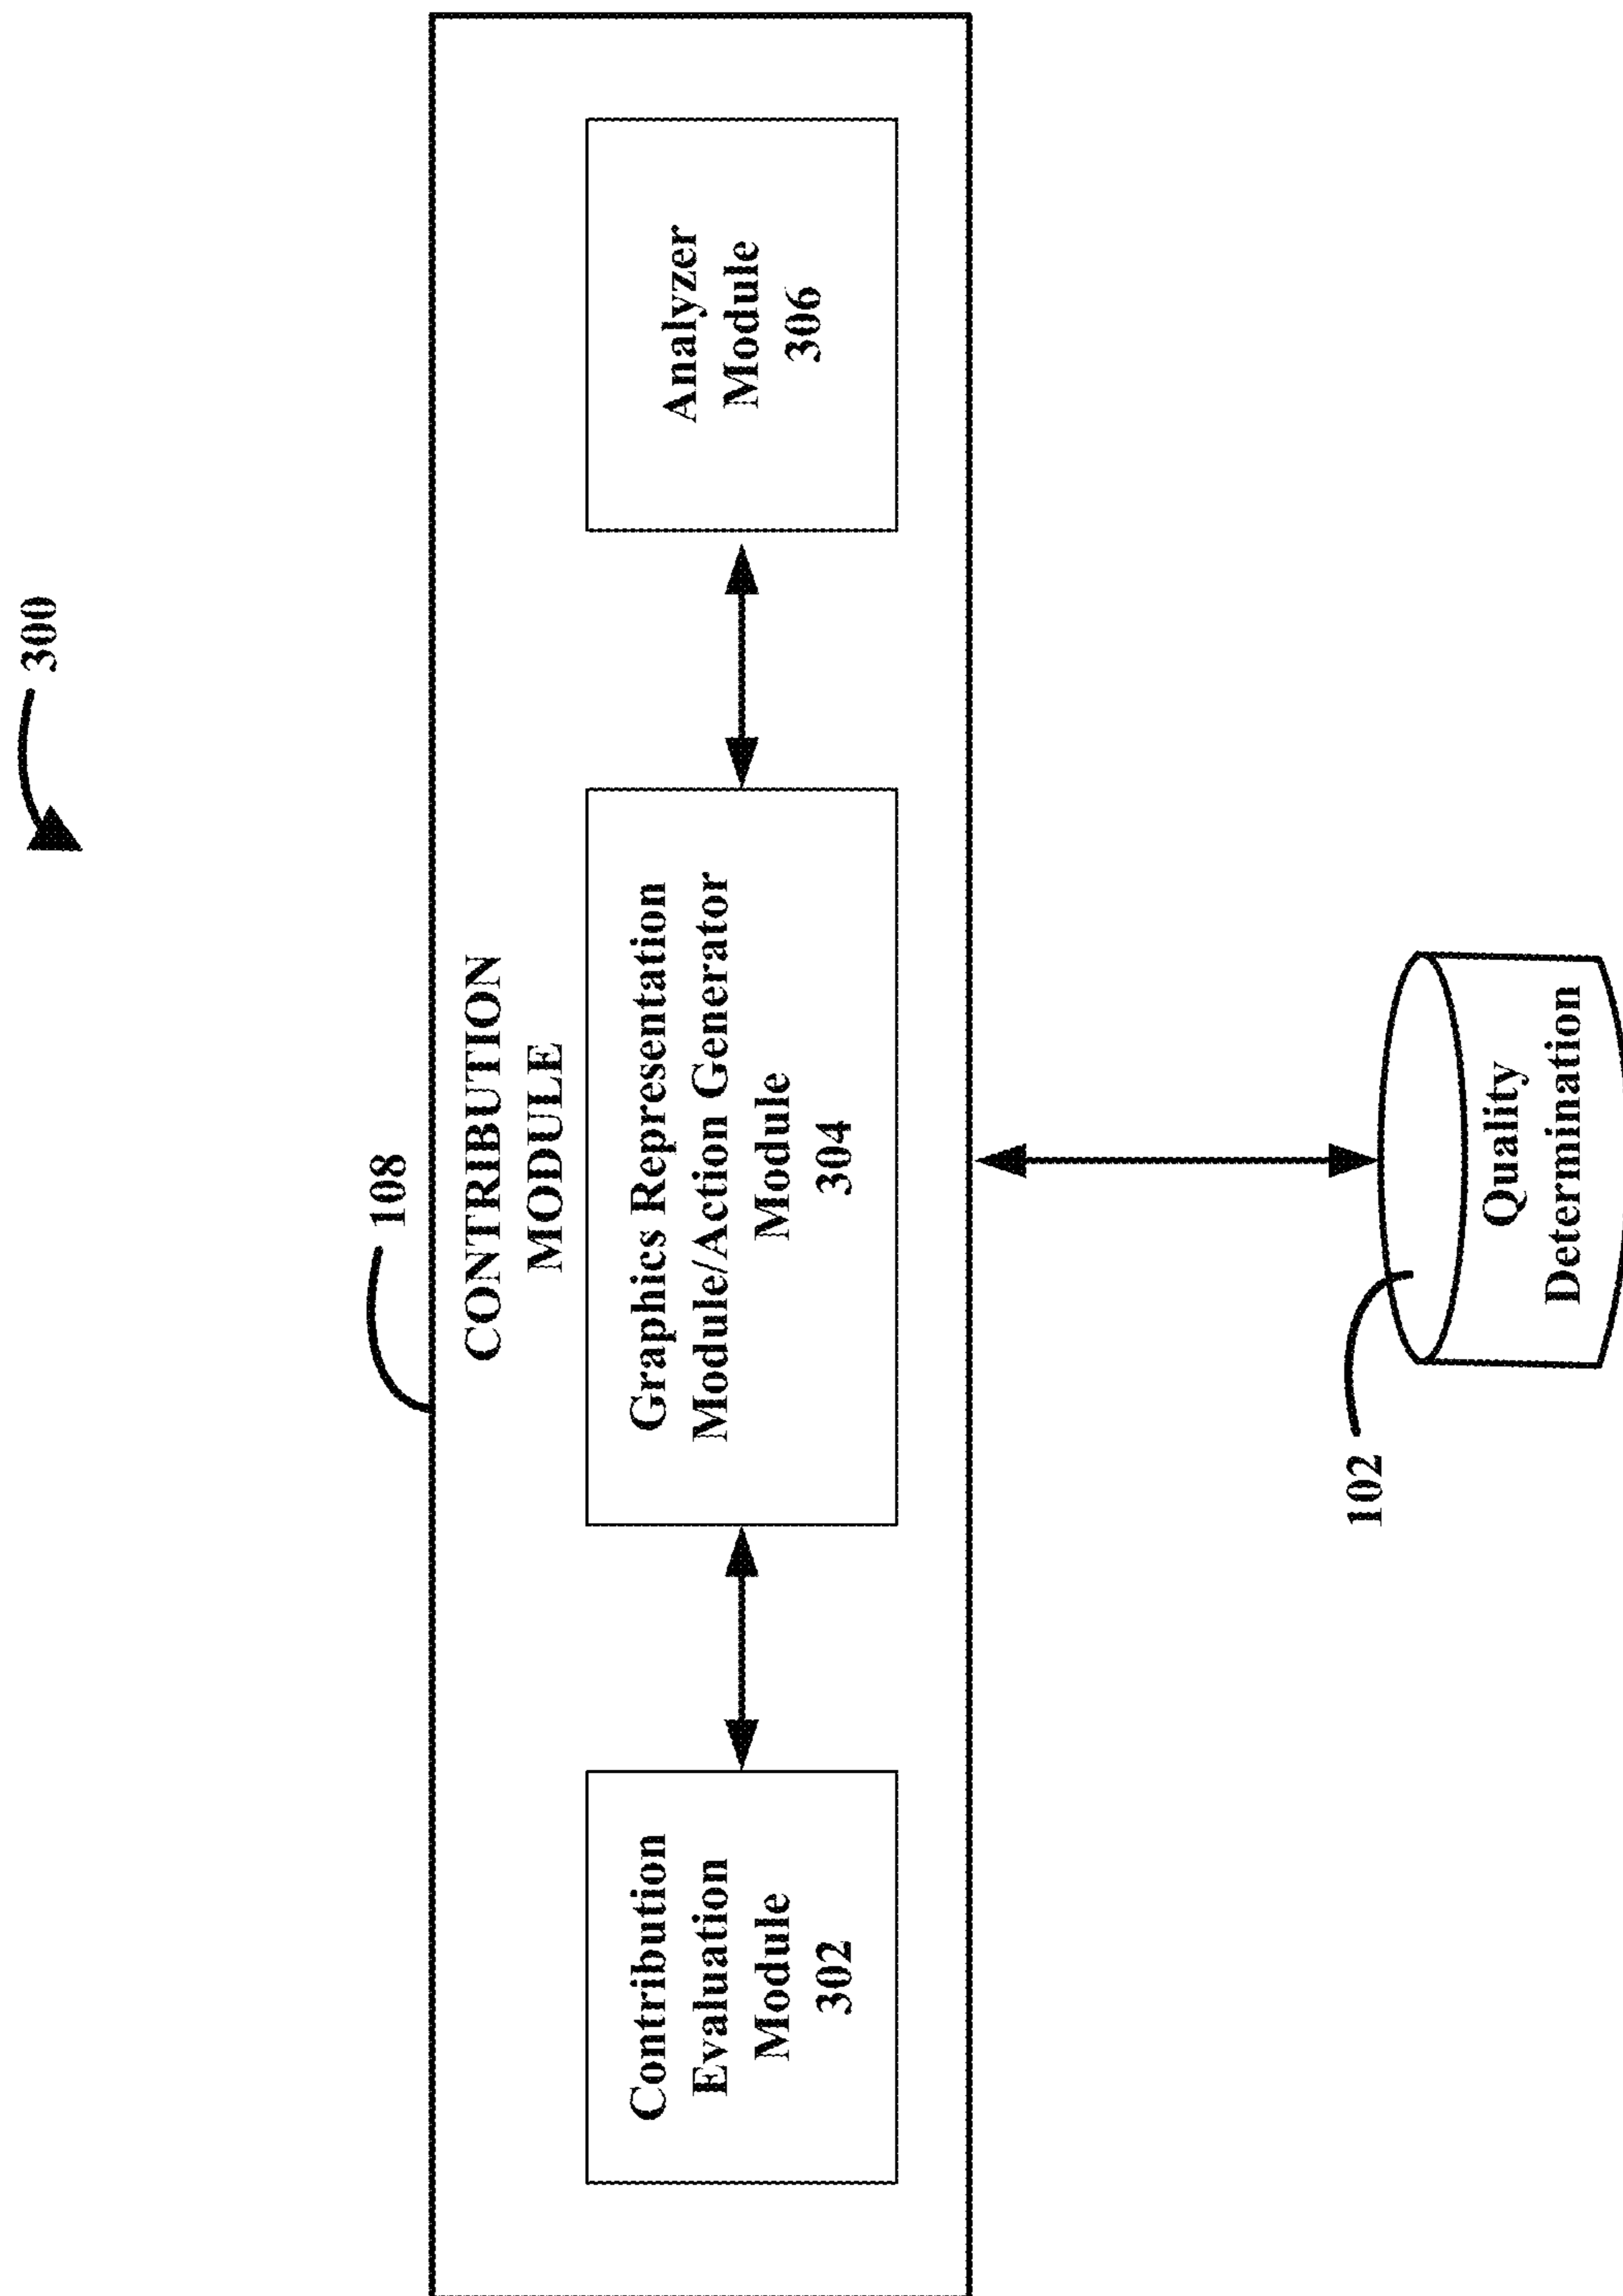 300
108
CONTRIBUTION
MODULE
Contribution
Evaluation
Module
302
Graphics Representation
Module/Action Generator
Module
304
Analyzer
Module
306
102
Quality
Determination